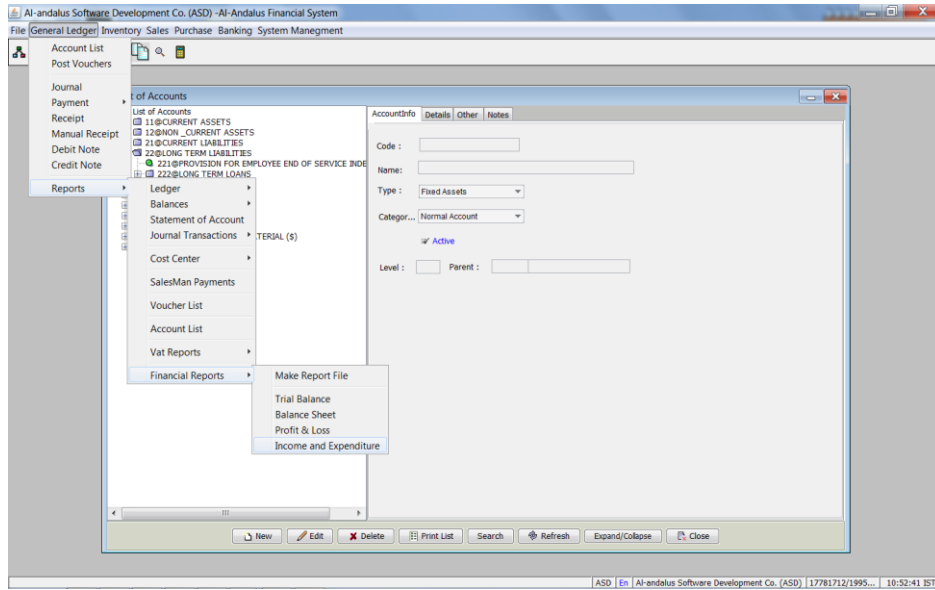 Al-andalus Software Development Co. (ASD) -Al-Andalus Financial System
File General Ledger Inventory Sales Purchase Banking System Manegment
Account List
Post Vouchers
Journal
Payment
Receipt
Manual Receipt
Debit Note
Credit Note
Reports
t of Accounts
List of Accounts
11@CURRENT ASSETS
12@NON _CURRENT ASSETS
21@CURRENT LIABILITIES
22@LONG TERM LIABILITIES
221@PROVISION FOR EMPLOYEE END OF SERVICE INDE
222@LONG TERM LOANS
TERIAL ($)
Ledger
Balances
Statement of Account
Journal Transactions
Cost Center
SalesMan Payments
Voucher List
Account List
Vat Reports
Financial Reports
Make Report File
Trial Balance
Balance Sheet
Profit & Loss
Income and Expenditure
AccountInfo Details Other Notes
Code :
Name:
Type : Fixed Assets
Categor... Normal Account
Active
Level : Parent :
New Edit Delete Print List Search Refresh Expand/Collapse Close
ASD En Al-andalus Software Development Co. (ASD) 17781712/1995... 10:52:41 IST